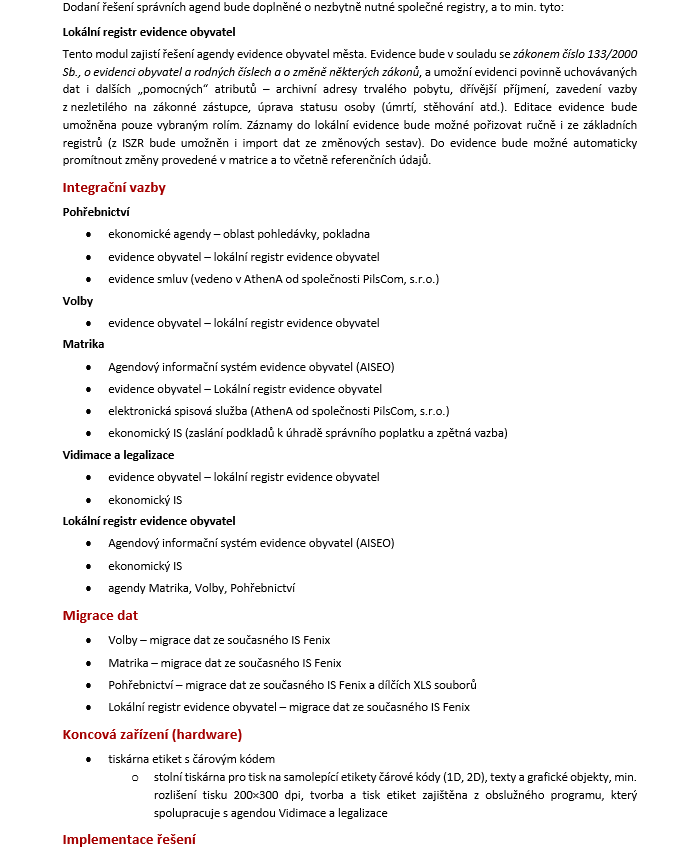 Dodaní řešení správních agend bude doplněné o nezbytně nutné společné registry, a to min. tyto:
Lokální registr evidence obyvatel
Tento modul zajistí řešení agendy evidence obyvatel města. Evidence bude v souladu se zákonem číslo 133/2000
Sb., o evidenci obyvatel a rodných číslech a o změně některých zákonů, a umožní evidenci povinně uchovávaných
dat i dalších „pomocných“ atributů – archivní adresy trvalého pobytu, dřívější příjmení, zavedení vazby
z nezletilého na zákonné zástupce, úprava statusu osoby (úmrtí, stěhování atd.). Editace evidence bude
umožněna pouze vybraným rolím. Záznamy do lokální evidence bude možné pořizovat ručně i ze základních
registrů (z ISZR bude umožněn i import dat ze změnových sestav). Do evidence bude možné automaticky
promítnout změny provedené v matrice a to včetně referenčních údajů.
Integrační vazby
Pohřebnictví
• ekonomické agendy – oblast pohledávky, pokladna
• evidence obyvatel – lokální registr evidence obyvatel
• evidence smluv (vedeno v AthenA od společnosti PilsCom, s.r.o.)
Volby
• evidence obyvatel – lokální registr evidence obyvatel
Matrika
• Agendový informační systém evidence obyvatel (AISEO)
• evidence obyvatel – Lokální registr evidence obyvatel
• elektronická spisová služba (AthenA od společnosti PilsCom, s.r.o.)
• ekonomický IS (zaslání podkladů k úhradě správního poplatku a zpětná vazba)
Vidimace a legalizace
• evidence obyvatel – lokální registr evidence obyvatel
• ekonomický IS
Lokální registr evidence obyvatel
• Agendový informační systém evidence obyvatel (AISEO)
• ekonomický IS
• agendy Matrika, Volby, Pohřebnictví
Migrace dat
• Volby – migrace dat ze současného IS Fenix
• Matrika – migrace dat ze současného IS Fenix
• Pohřebnictví – migrace dat ze současného IS Fenix a dílčích XLS souborů
• Lokální registr evidence obyvatel – migrace dat ze současného IS Fenix
Koncová zařízení (hardware)
• tiskárna etiket s čárovým kódem
o stolní tiskárna pro tisk na samolepící etikety čárové kódy (1D, 2D), texty a grafické objekty, min.
rozlišení tisku 200×300 dpi, tvorba a tisk etiket zajištěna z obslužného programu, který
spolupracuje s agendou Vidimace a legalizace
Implementace řešení